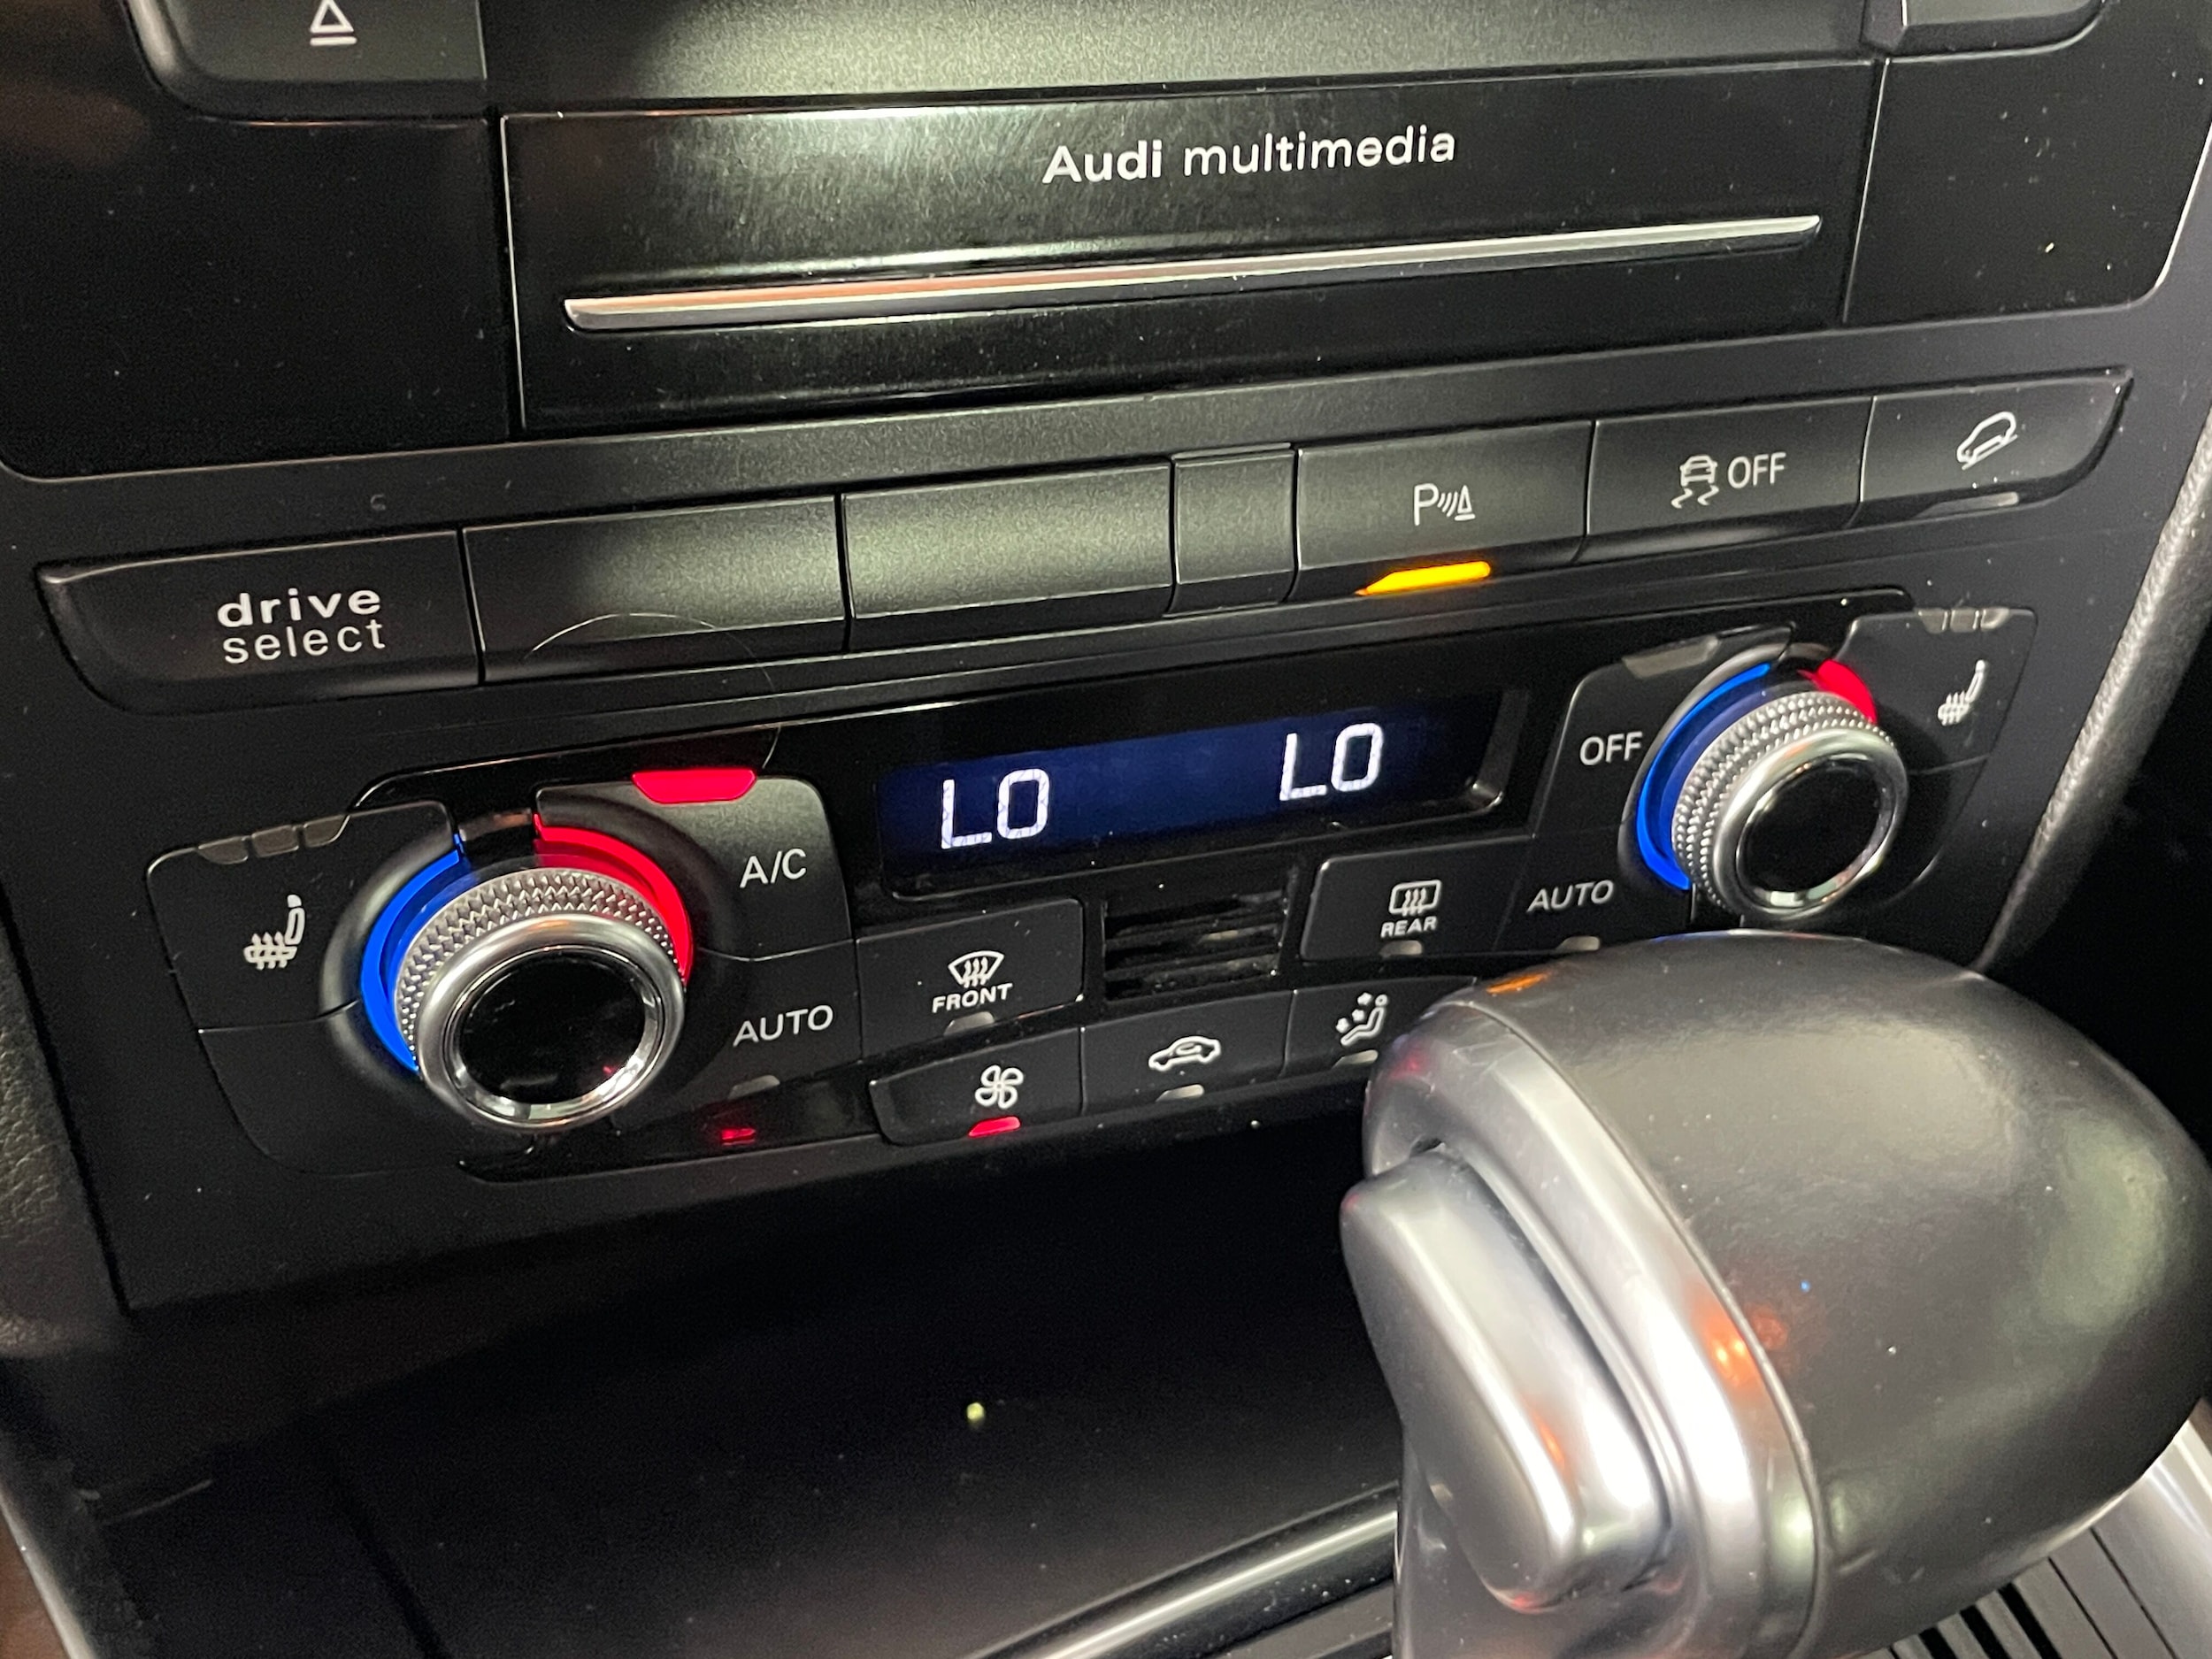 Audi multimedia
P
OFF
drive
select
LO
LO
OFF
A/C
REAR
AUTO
FRONT
AUTO